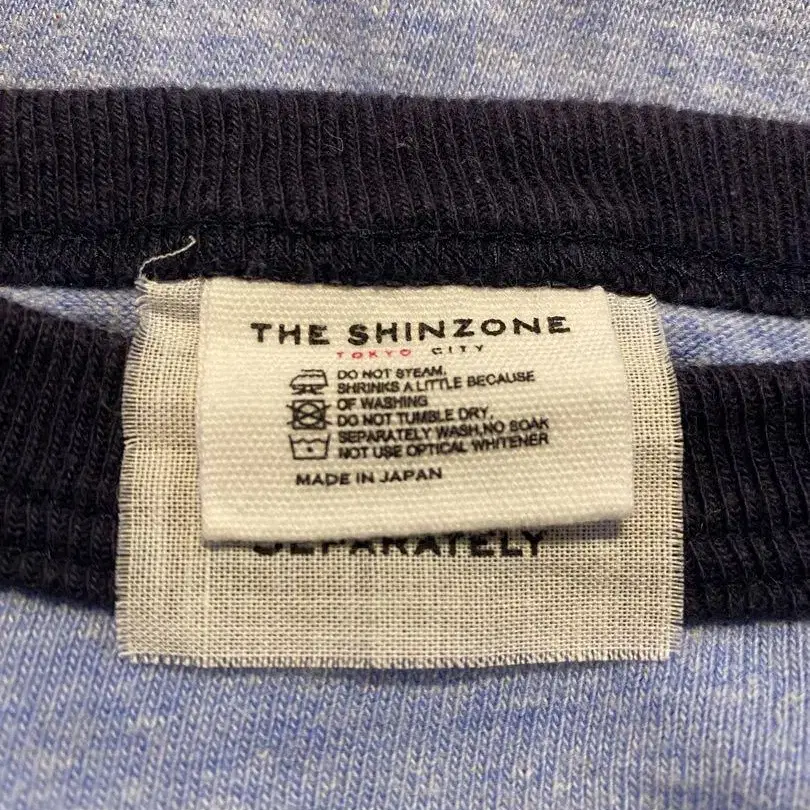 THE SHINZONE
TOKYO CITY
DO NOT STEAM.
SHRINKS A LITTLE BECAUSE
OF WASHING
DO NOT TUMBLE DRY.
SEPARATELY WASH,NO SOAK
NOT USE OPTICAL WHITENER
MADE IN JAPAN
SEPARATELY